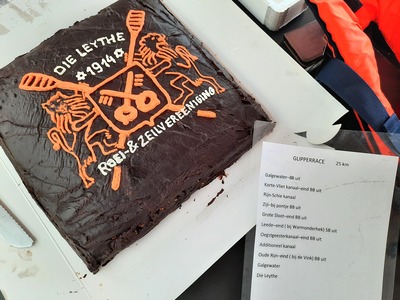 DIE LEYTHE
1914
ROEI- & ZEILVEREENIGING
GLIPPERRACE 25 km
Galgewater-BB uit
Korte-Vliet kanaal-eind BB uit
Rijn-Schie kanaal
Zijl-bij pontje BB uit
Grote Sloot-eind BB uit
Leede-eind ( bij Warmonderhek) SB uit
Oegstgeesterkanaal-eind BB uit
Additioneel kanaal
Oude Rijn-eind ( bij de Vink) BB uit
Galgewater
Die Leythe